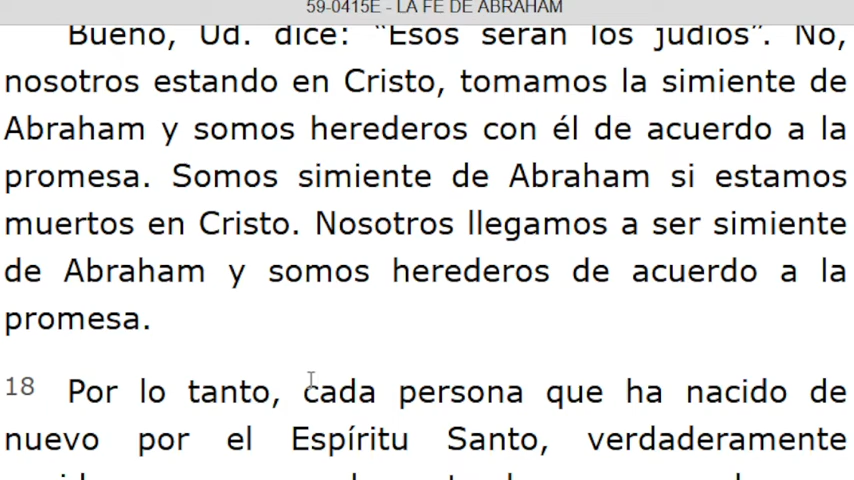 59-0415E - LA FE DE ABRAHAM
Bueno, Ud. dice: “Esos serán los judíos”. No,
nosotros estando en Cristo, tomamos la simiente de
Abraham y somos herederos con él de acuerdo a la
promesa. Somos simiente de Abraham si estamos
muertos en Cristo. Nosotros llegamos a ser simiente
de Abraham y somos herederos de acuerdo a la
promesa.
18 Por lo tanto, cada persona que ha nacido de
nuevo por el Espíritu Santo, verdaderamente